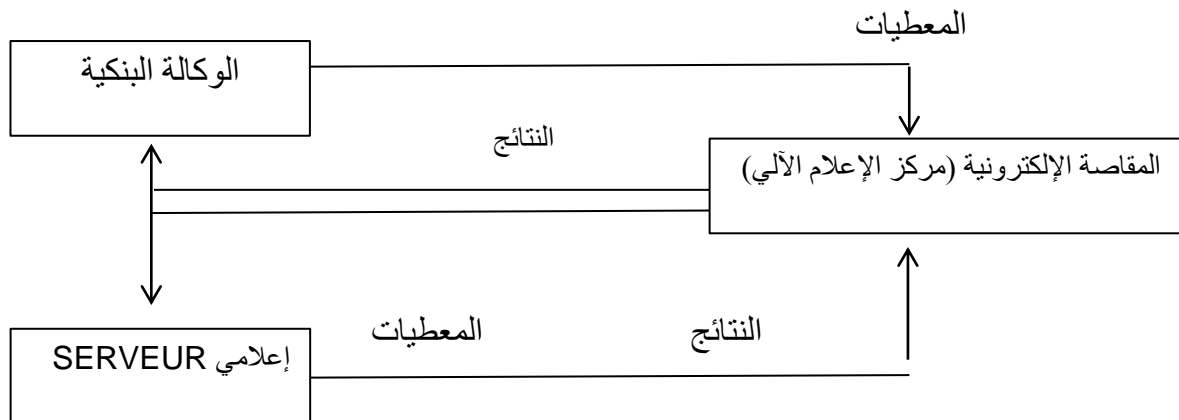 المعطيات
الوكالة البنكية
النتائج
المقاصة الإلكترونية (مركز الإعلام الآلي)
المعطيات
النتائج
إعلامي SERVEUR